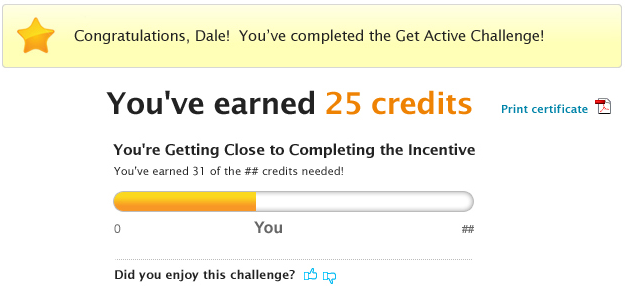 Congratulations, Dale!  You've completed the Get Active Challenge!
You've earned 25 credits
Print certificate
You're Getting Close to Completing the Incentive
You've earned 31 of the ## credits needed!
0 You ##
Did you enjoy this challenge?